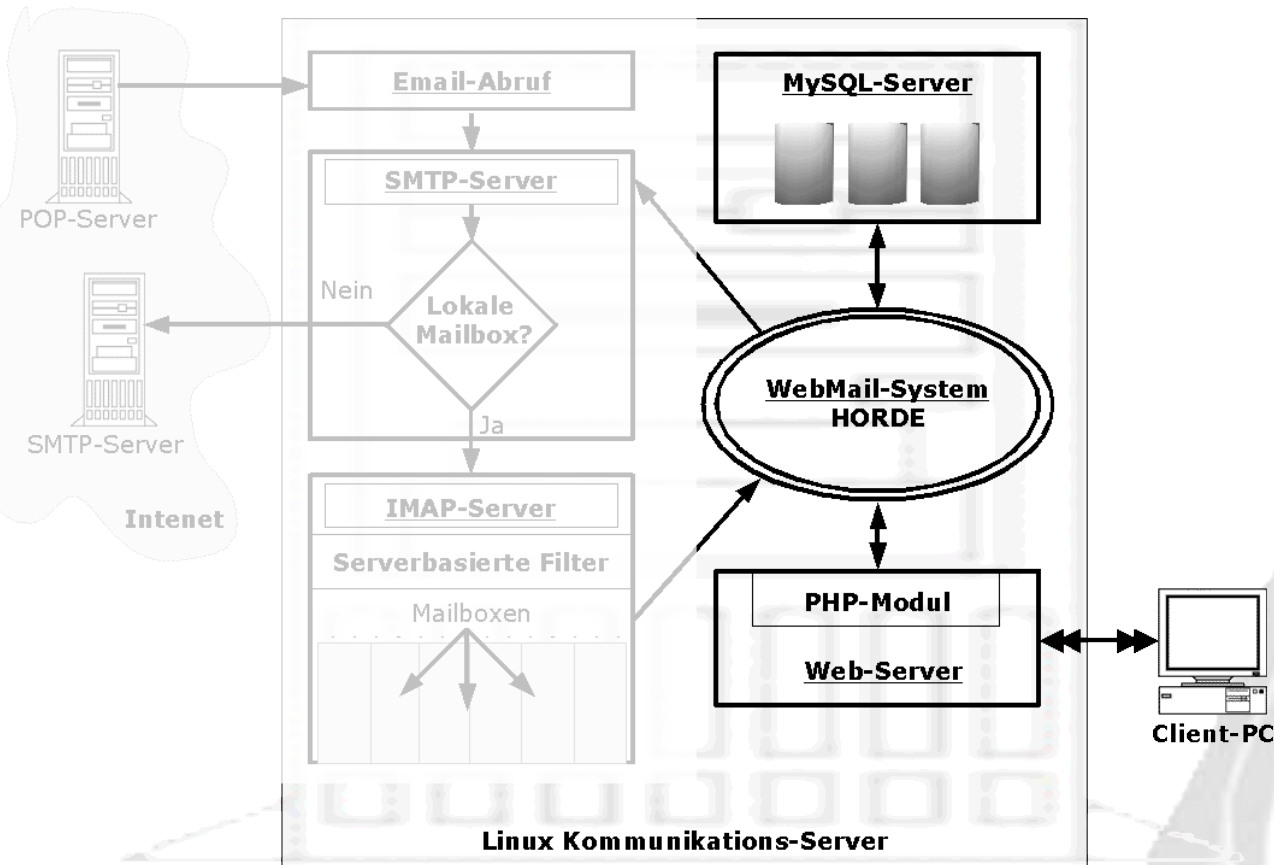 Email-Abruf
MySQL-Server
POP-Server
SMTP-Server
Nein
Lokale
Mailbox?
Ja
SMTP-Server
Intenet
IMAP-Server
Serverbasierte Filter
Mailboxen
WebMail-System
HORDE
PHP-Modul
Web-Server
Client-PC
Linux Kommunikations-Server